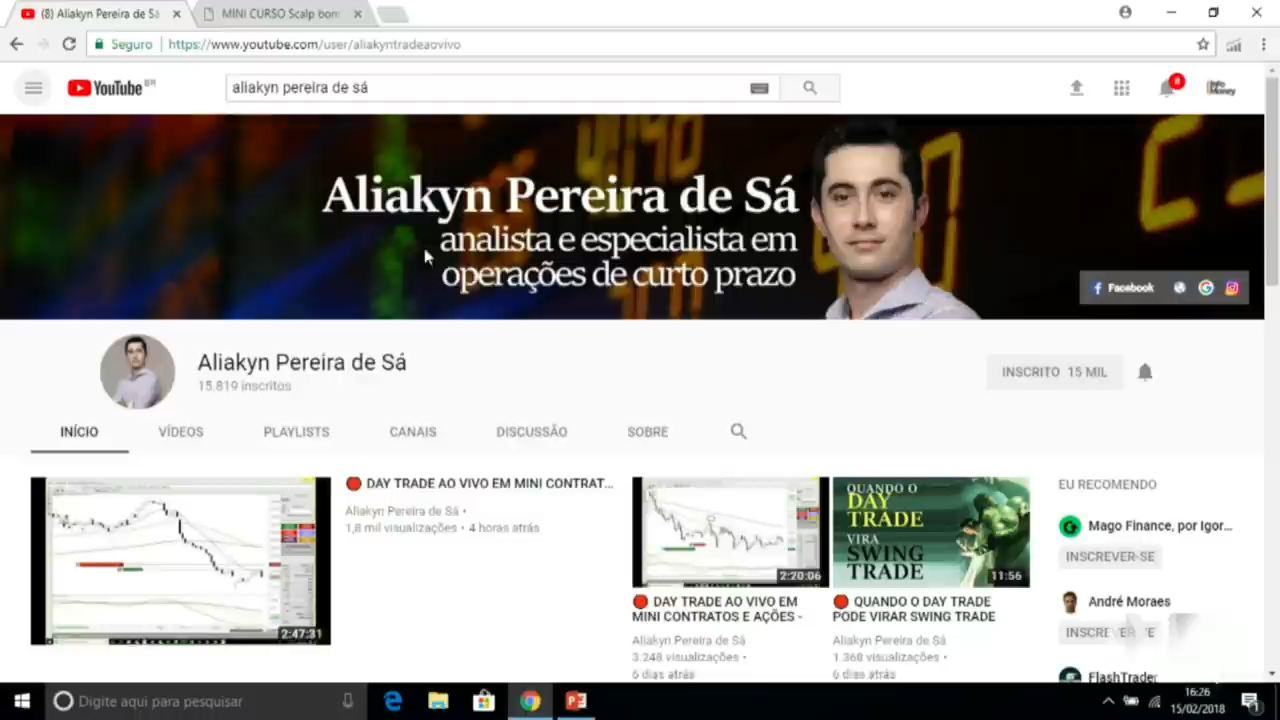 (8) Aliakyn Pereira de Sá
MINI CURSO Scalp bom
Seguro
https://www.youtube.com/user/aliakyntradeaovivo
YouTube BR
aliakyn pereira de sá
8
Info Money
Aliakyn Pereira de Sá
analista e especialista em
operações de curto prazo
Facebook
Aliakyn Pereira de Sá
15.819 inscritos
INSCRITO 15 MIL
INÍCIO
VÍDEOS
PLAYLISTS
CANAIS
DISCUSSÃO
SOBRE
2:47:31
DAY TRADE AO VIVO EM MINI CONTRAT...
Aliakyn Pereira de Sá •
1,8 mil visualizações • 4 horas atrás
2:20:06
DAY TRADE AO VIVO EM
MINI CONTRATOS E AÇÕES -
Aliakyn Pereira de Sá
3.248 visualizações •
6 dias atrás
QUANDO O
DAY
TRADE
VIRA
SWING
TRADE
11:56
QUANDO O DAY TRADE
PODE VIRAR SWING TRADE
Aliakyn Pereira de Sá
1.368 visualizações •
6 dias atrás
EU RECOMENDO
Mago Finance, por Igor...
INSCREVER-SE
André Moraes
INSCREVER-SE
FlashTrader
Digite aqui para pesquisar
16:26
15/02/2018
1